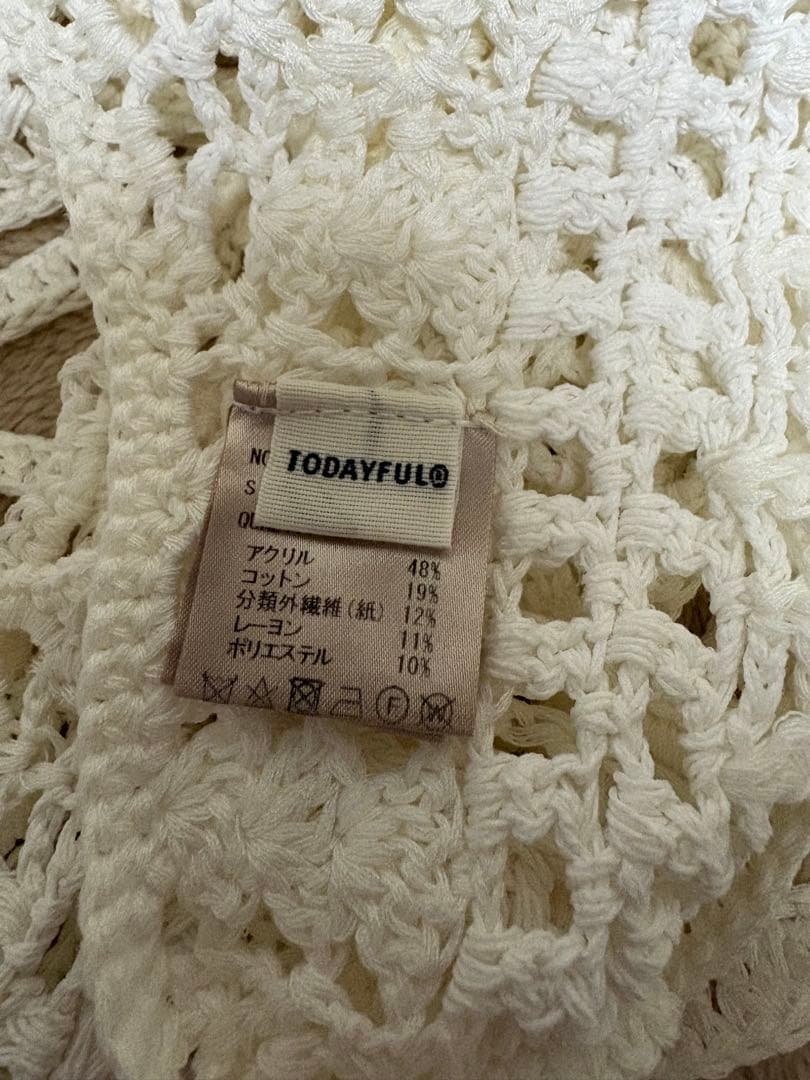 TODAYFUL®
アクリル 48%
コットン 19%
分類外繊維(紙) 12%
レーヨン 11%
ポリエステル 10%
F W